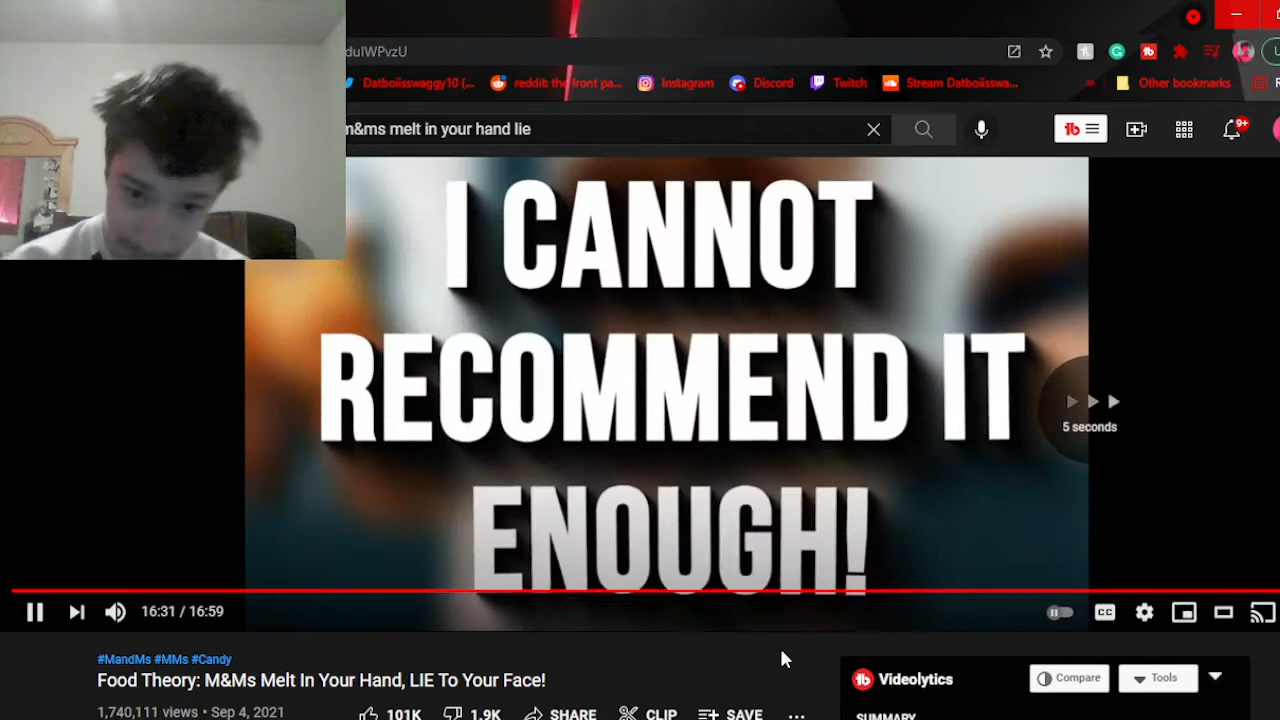 dulWPvzU
Datboiisswaggy10 (...
reddit: the front pa...
Instagram
Discord
Twitch
Stream Datboiisswa...
»
Other bookmarks
R
m&ms melt in your hand lie
9+
I CANNOT
RECOMMEND IT
ENOUGH!
5 seconds
16:31 / 16:59
CC
#MandMs #MMs #Candy
Food Theory: M&Ms Melt In Your Hand, LIE To Your Face!
1,740,111 views • Sep 4, 2021
101K
1.9K
SHARE
CLIP
SAVE
...
Videolytics
Compare
Tools
SUMMARY